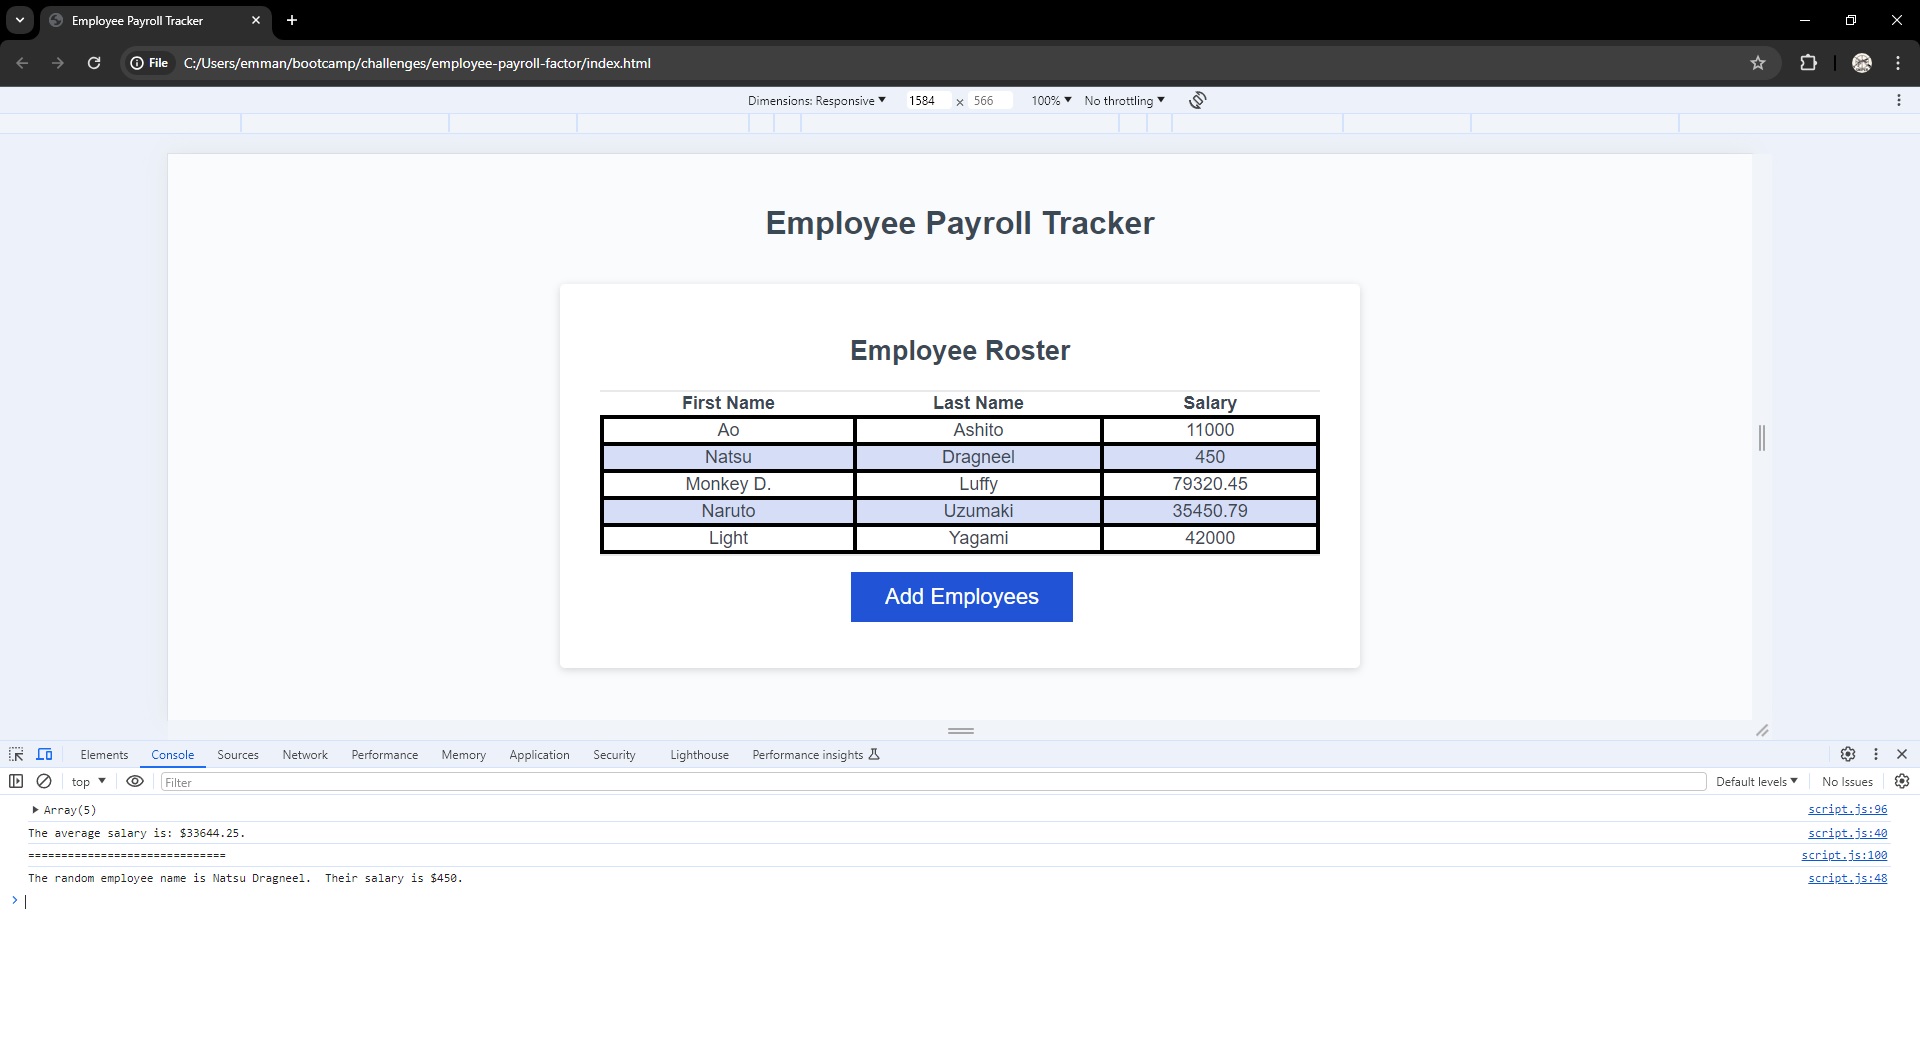 Employee Payroll Tracker
File C:/Users/emman/bootcamp/challenges/employee-payroll-factor/index.html
Dimensions: Responsive 1584 × 566 100% No throttling
Employee Payroll Tracker
Employee Roster
First Name Last Name Salary
Ao Ashito 11000
Natsu Dragneel 450
Monkey D. Luffy 79320.45
Naruto Uzumaki 35450.79
Light Yagami 42000
Add Employees
Elements Console Sources Network Performance Memory Application Security Lighthouse Performance insights
top Filter Default levels No Issues
Array(5) script.js:96
The average salary is: $33644.25. script.js:40
============================== script.js:100
The random employee name is Natsu Dragneel. Their salary is $450. script.js:48